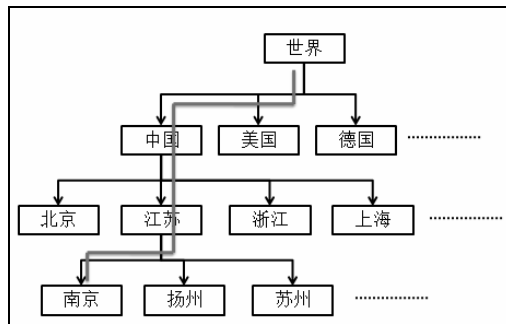 世界
中国 美国 德国
北京 江苏 浙江 上海
南京 扬州 苏州